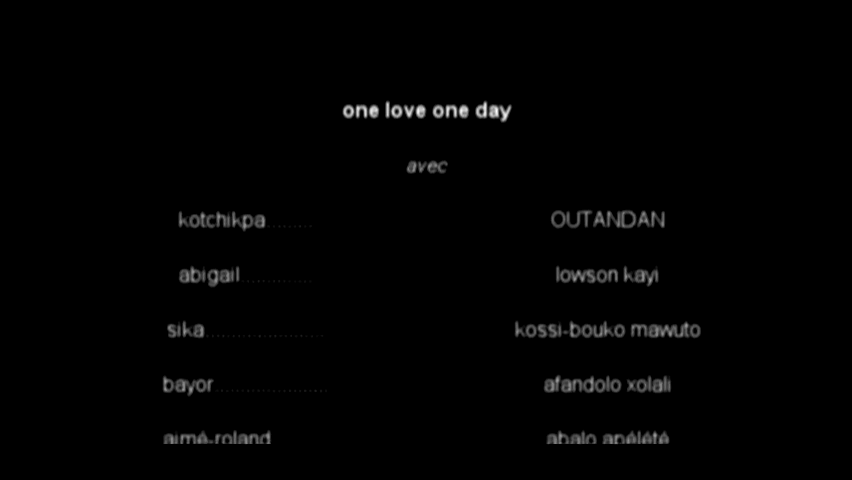 one love one day
avec
kotchikpa......... OUTANDAN
abigail.............. lowson kayi
sika....................... kossi-bouko mawuto
bayor...................... afandolo xolali
aimé-roland abalo apélété